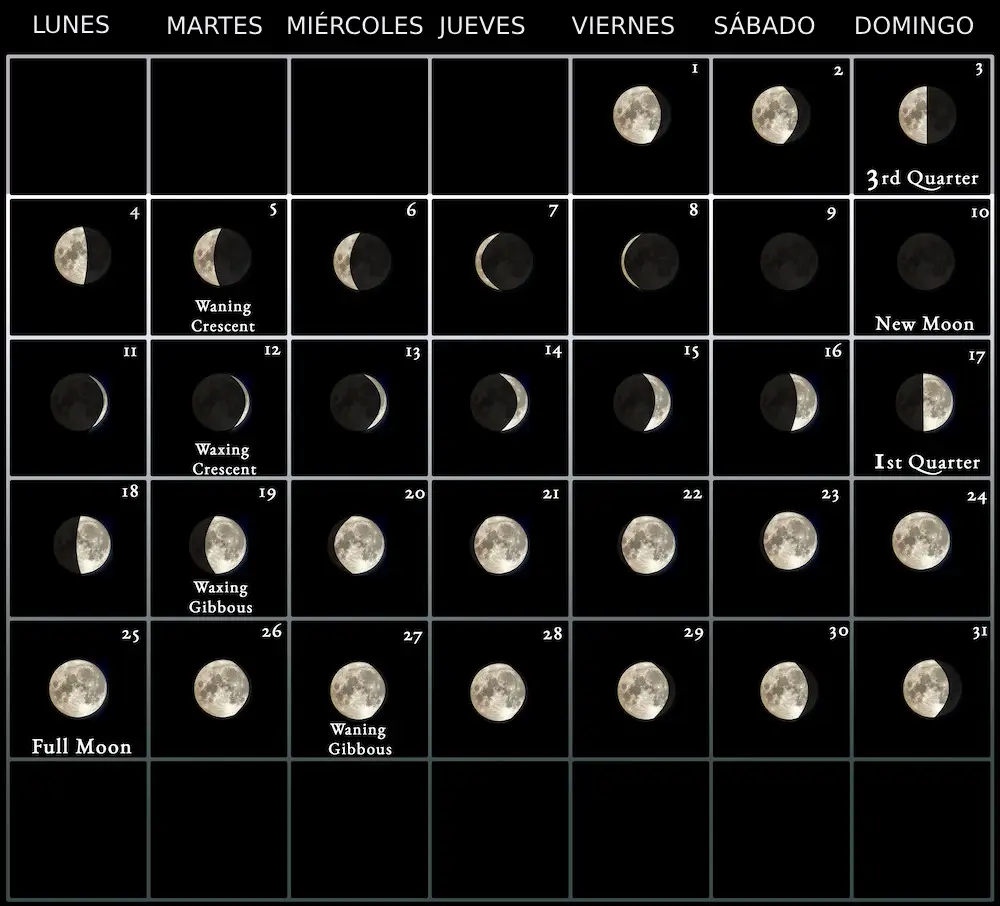 LUNES MARTES MIÉRCOLES JUEVES VIERNES SÁBADO DOMINGO
1 2 3
3rd Quarter
4 5 6 7 8 9 10
Waning
Crescent
New Moon
11 12 13 14 15 16 17
Waxing
Crescent
1st Quarter
18 19 20 21 22 23 24
Waxing
Gibbous
25 26 27 28 29 30 31
Full Moon
Waning
Gibbous